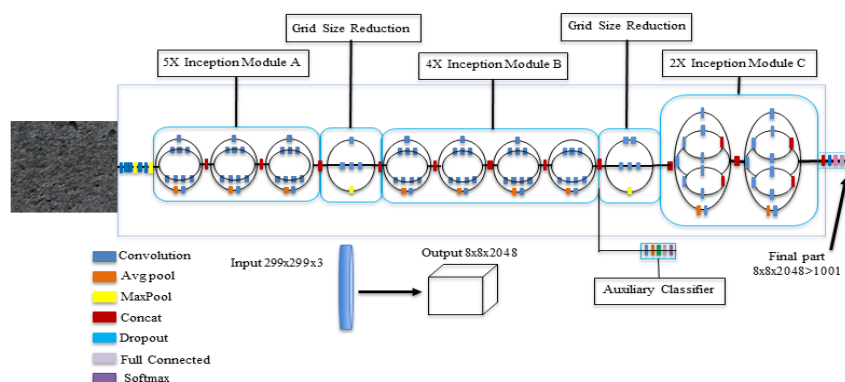 Grid Size Reduction
Grid Size Reduction
5X Inception Module A
4X Inception Module B
2X Inception Module C
Input 299x299x3
Output 8x8x2048
Auxiliary Classifier
Final part
8x8x2048>1001
Convolution
Avg pool
MaxPool
Concat
Dropout
Full Connected
Softmax